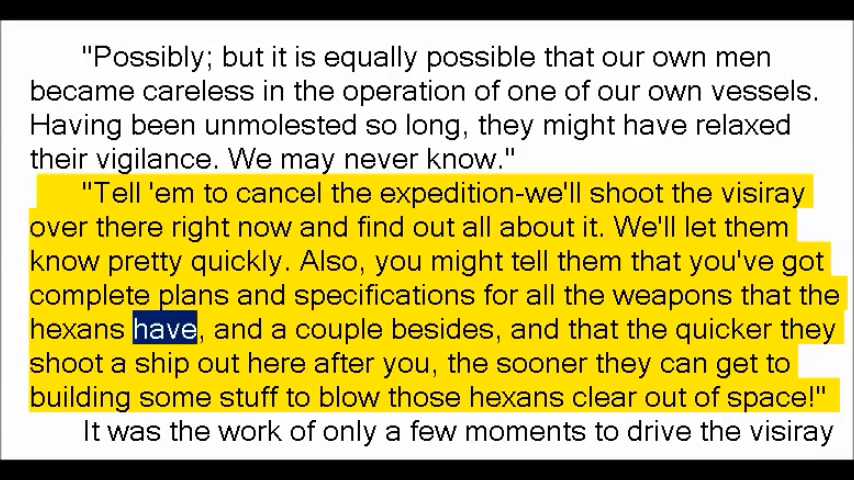 "Possibly; but it is equally possible that our own men
became careless in the operation of one of our own vessels.
Having been unmolested so long, they might have relaxed
their vigilance. We may never know."
"Tell 'em to cancel the expedition-we'll shoot the visiray
over there right now and find out all about it. We'll let them
know pretty quickly. Also, you might tell them that you've got
complete plans and specifications for all the weapons that the
hexans have, and a couple besides, and that the quicker they
shoot a ship out here after you, the sooner they can get to
building some stuff to blow those hexans clear out of space!"
It was the work of only a few moments to drive the visiray